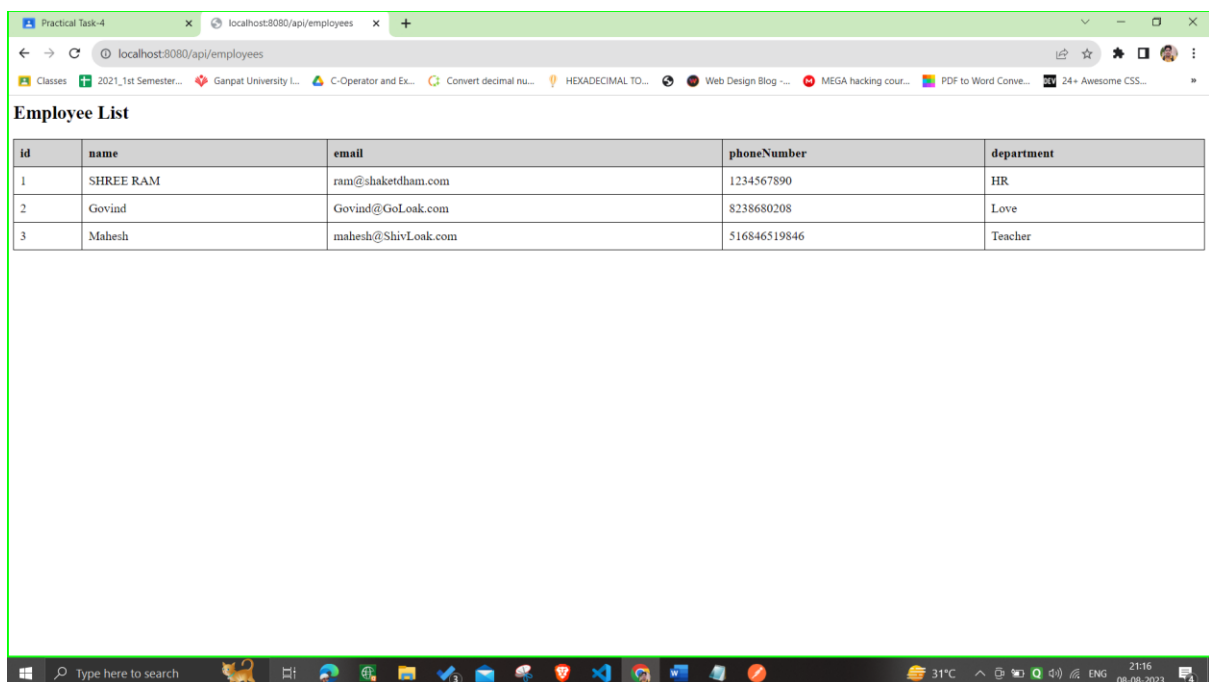 Practical Task-4 localhost:8080/api/employees
localhost:8080/api/employees
Classes 2021_1st Semester... Ganpat University I... C-Operator and Ex... Convert decimal nu... HEXADECIMAL TO... Web Design Blog -... MEGA hacking cour... PDF to Word Conve... DEV 24+ Awesome CSS... »
Employee List
id name email phoneNumber department
1 SHREE RAM ram@shaketdham.com 1234567890 HR
2 Govind Govind@GoLoak.com 8238680208 Love
3 Mahesh mahesh@ShivLoak.com 516846519846 Teacher
Type here to search 31°C ENG 21:16
08-08-2023